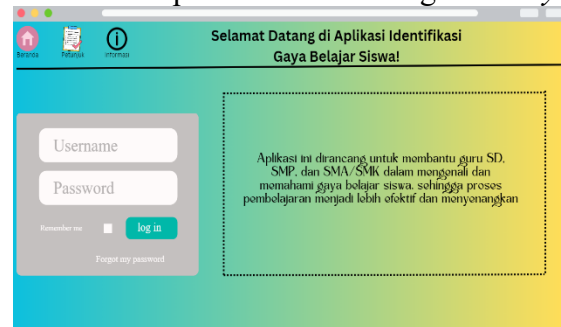 Beranda
Petunjuk
Informasi
Selamat Datang di Aplikasi Identifikasi
Gaya Belajar Siswa!
Username
Password
Remember me
log in
Forgot my password
Aplikasi ini dirancang untuk membantu guru SD,
SMP, dan SMA/SMK dalam mengenali dan
memahami gaya belajar siswa, sehingga proses
pembelajaran menjadi lebih efektif dan menyenangkan